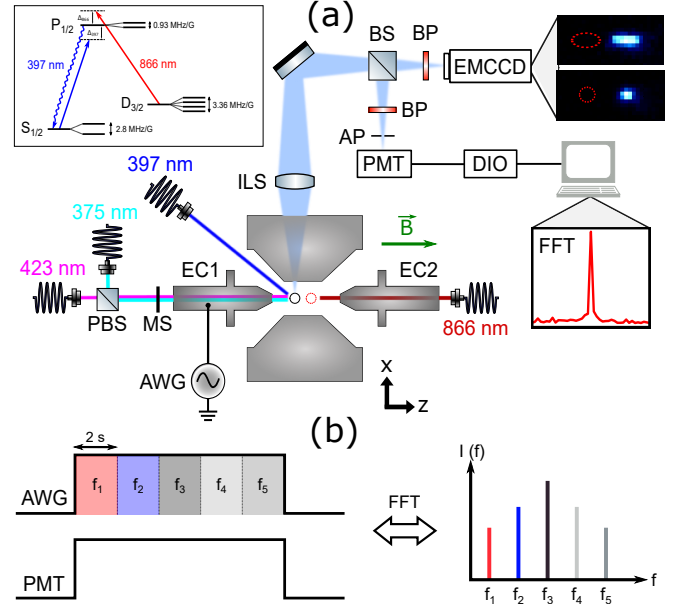 (a)
Δ866
P1/2
0.93 MHz/G
Δ397
397 nm
866 nm
D3/2
3.36 MHz/G
S1/2
2.8 MHz/G
BS
BP
EMCCD
BP
AP
PMT
DIO
ILS
397 nm
375 nm
B
FFT
423 nm
EC1
EC2
PBS
MS
866 nm
AWG
x
z
(b)
2 s
I (f)
f1
f2
f3
f4
f5
AWG
FFT
PMT
f
f1
f2
f3
f4
f5